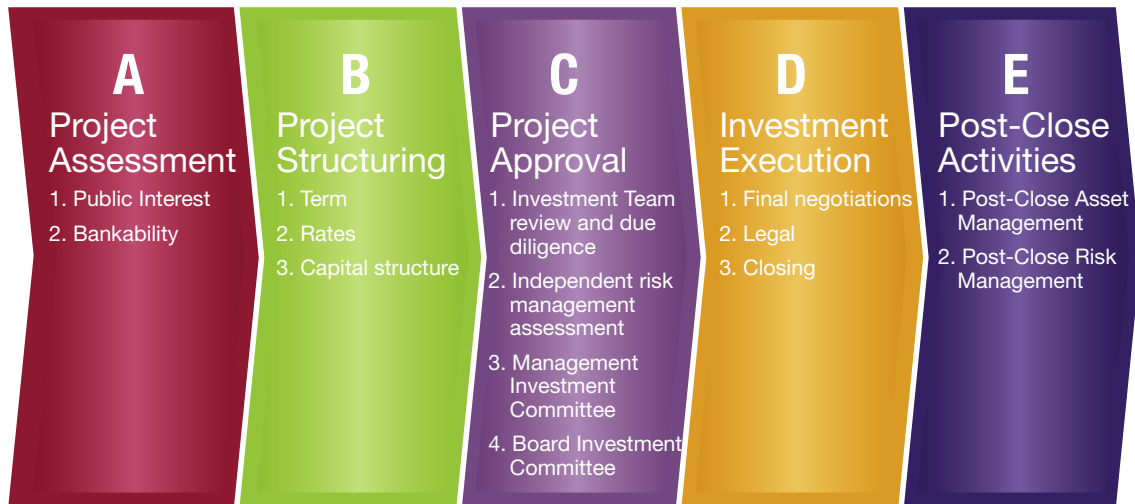 A
Project
Assessment
1. Public Interest
2. Bankability
B
Project
Structuring
1. Term
2. Rates
3. Capital structure
C
Project
Approval
1. Investment Team
review and due
diligence
2. Independent risk
management
assessment
3. Management
Investment
Committee
4. Board Investment
Committee
D
Investment
Execution
1. Final negotiations
2. Legal
3. Closing
E
Post-Close
Activities
1. Post-Close Asset
Management
2. Post-Close Risk
Management